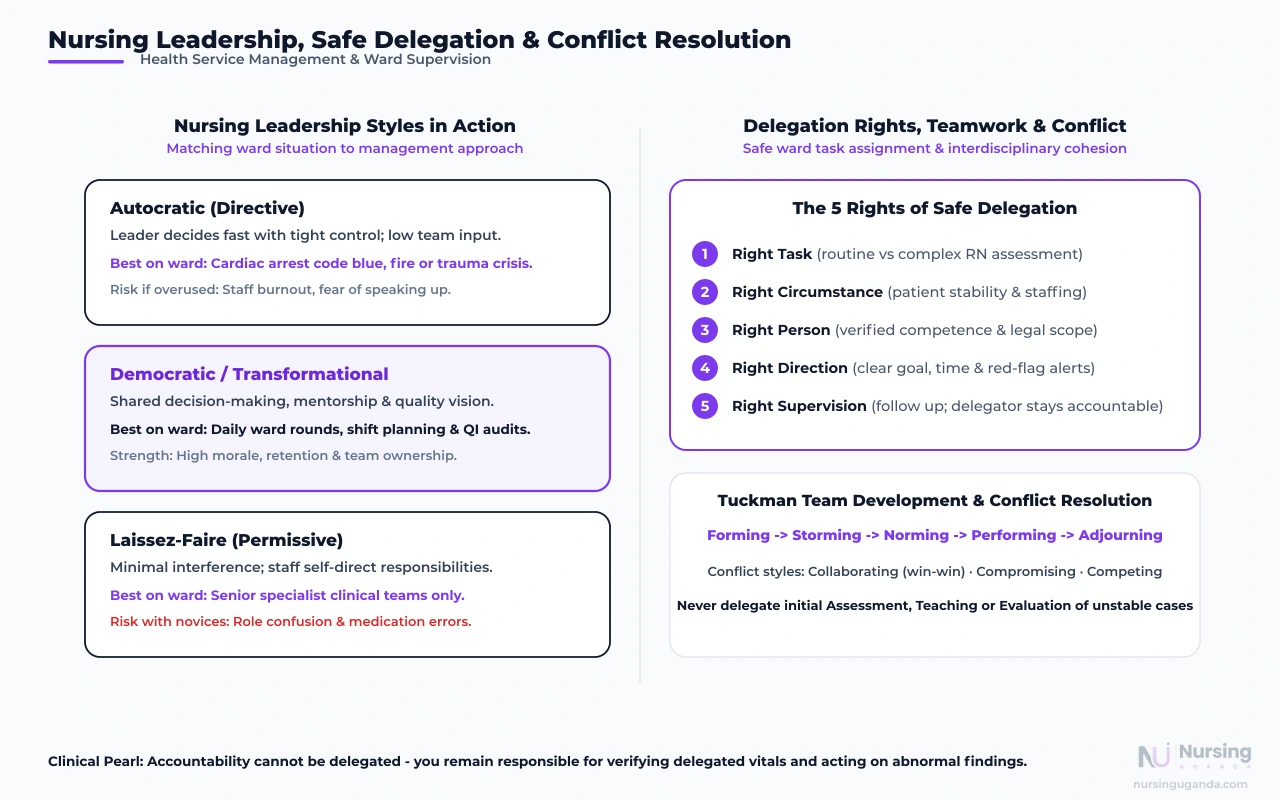 Nursing Leadership, Safe Delegation & Conflict Resolution
Health Service Management & Ward Supervision
Nursing Leadership Styles in Action
Matching ward situation to management approach
Autocratic (Directive)
Leader decides fast with tight control; low team input.
Best on ward: Cardiac arrest code blue, fire or trauma crisis.
Risk if overused: Staff burnout, fear of speaking up.
Democratic / Transformational
Shared decision-making, mentorship & quality vision.
Best on ward: Daily ward rounds, shift planning & QI audits.
Strength: High morale, retention & team ownership.
Laissez-Faire (Permissive)
Minimal interference; staff self-direct responsibilities.
Best on ward: Senior specialist clinical teams only.
Risk with novices: Role confusion & medication errors.
Delegation Rights, Teamwork & Conflict
Safe ward task assignment & interdisciplinary cohesion
The 5 Rights of Safe Delegation
1 Right Task (routine vs complex RN assessment)
2 Right Circumstance (patient stability & staffing)
3 Right Person (verified competence & legal scope)
4 Right Direction (clear goal, time & red-flag alerts)
5 Right Supervision (follow up; delegator stays accountable)
Tuckman Team Development & Conflict Resolution
Forming -> Storming -> Norming -> Performing -> Adjourning
Conflict styles: Collaborating (win-win) · Compromising · Competing
Never delegate initial Assessment, Teaching or Evaluation of unstable cases
Clinical Pearl: Accountability cannot be delegated - you remain responsible for verifying delegated vitals and acting on abnormal findings.
NU Nursing
UGANDA
nursinguganda.com